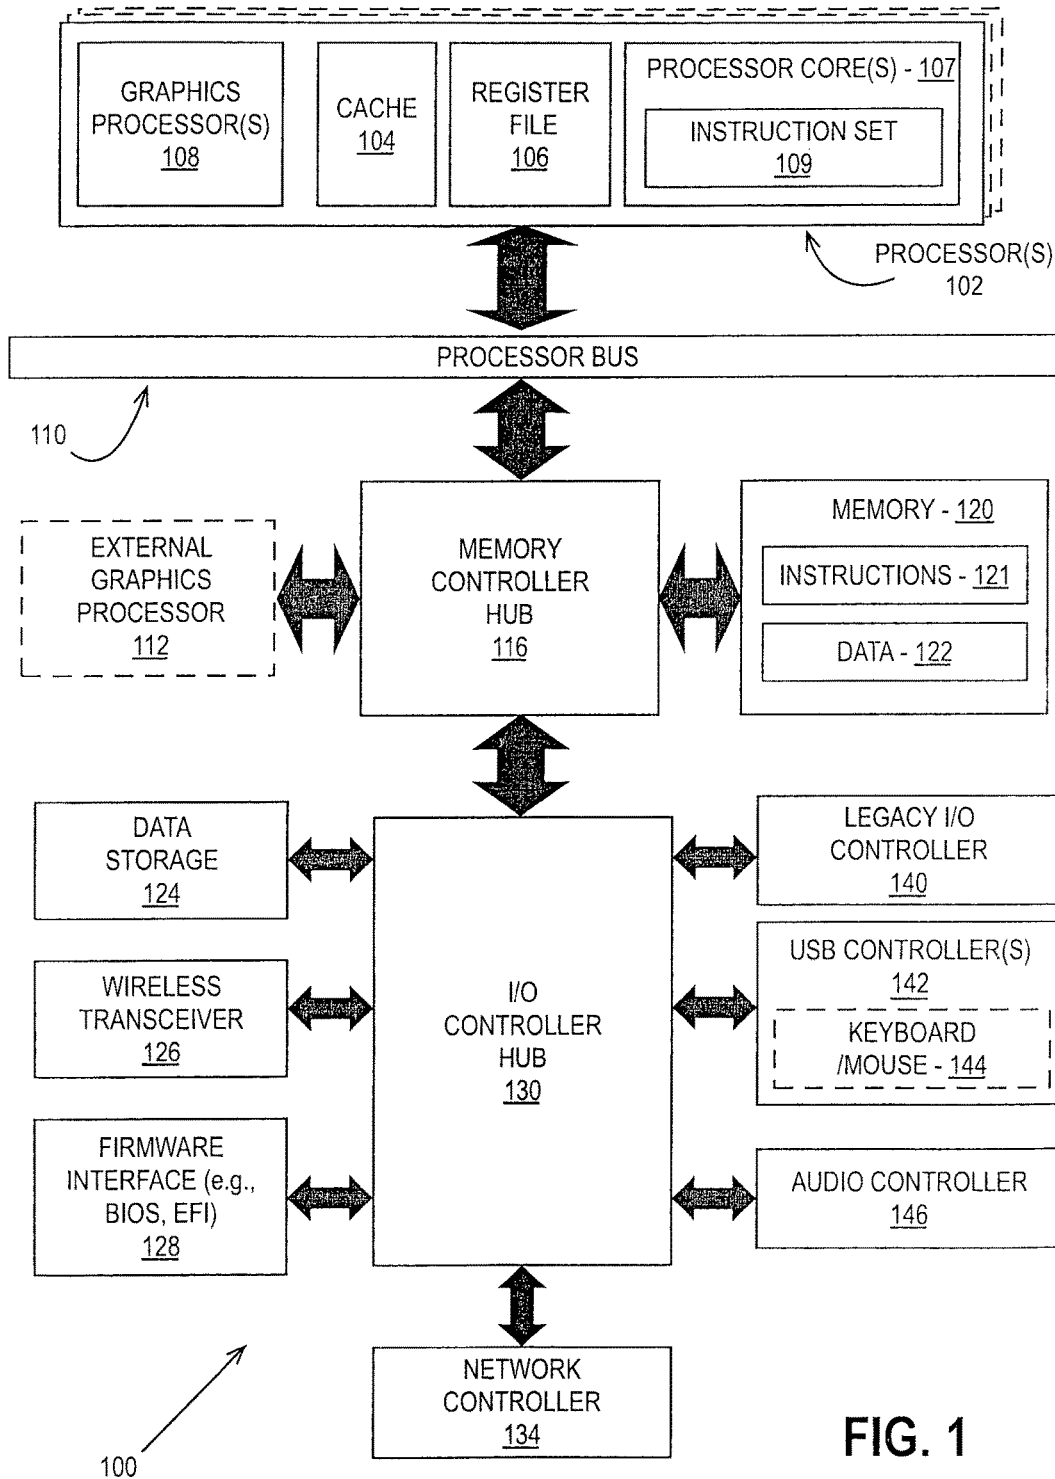 GRAPHICS
PROCESSOR(S)
108
CACHE
104
REGISTER
FILE
106
PROCESSOR CORE(S) - 107
INSTRUCTION SET
109
PROCESSOR(S)
102
PROCESSOR BUS
110
EXTERNAL
GRAPHICS
PROCESSOR
112
MEMORY
CONTROLLER
HUB
116
MEMORY - 120
INSTRUCTIONS - 121
DATA - 122
DATA
STORAGE
124
WIRELESS
TRANSCEIVER
126
FIRMWARE
INTERFACE (e.g.,
BIOS, EFI)
128
I/O
CONTROLLER
HUB
130
LEGACY I/O
CONTROLLER
140
USB CONTROLLER(S)
142
KEYBOARD
/MOUSE - 144
AUDIO CONTROLLER
146
NETWORK
CONTROLLER
134
100
FIG. 1